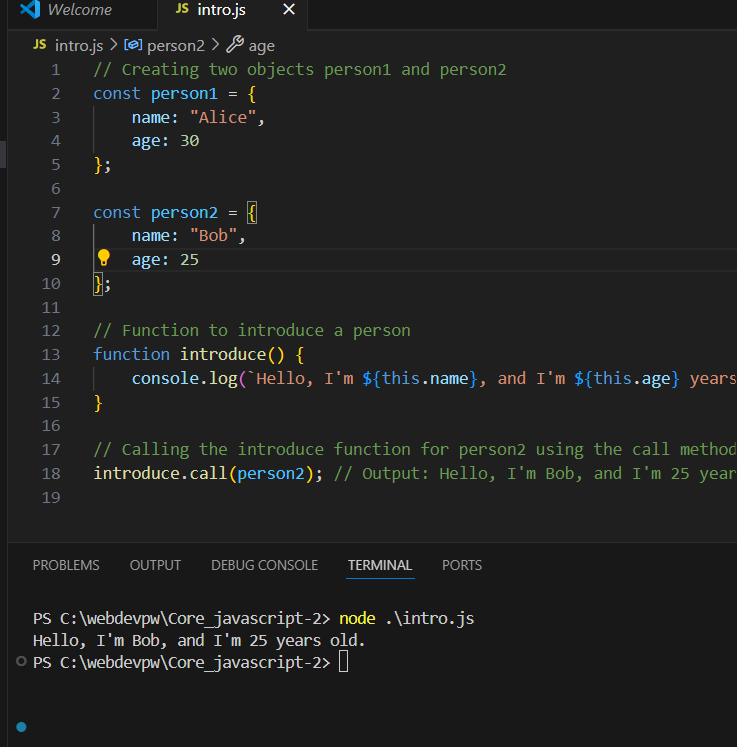 Welcome
JS intro.js ×
JS intro.js > person2 > age
1 // Creating two objects person1 and person2
2 const person1 = {
3     name: "Alice",
4     age: 30
5 };
6
7 const person2 = {
8     name: "Bob",
9     age: 25
10 };
11
12 // Function to introduce a person
13 function introduce() {
14     console.log(`Hello, I'm ${this.name}, and I'm ${this.age} years
15 }
16
17 // Calling the introduce function for person2 using the call method
18 introduce.call(person2); // Output: Hello, I'm Bob, and I'm 25 year
19
PROBLEMS OUTPUT DEBUG CONSOLE TERMINAL PORTS
PS C:\webdevpw\Core_javascript-2> node .\intro.js
Hello, I'm Bob, and I'm 25 years old.
PS C:\webdevpw\Core_javascript-2>